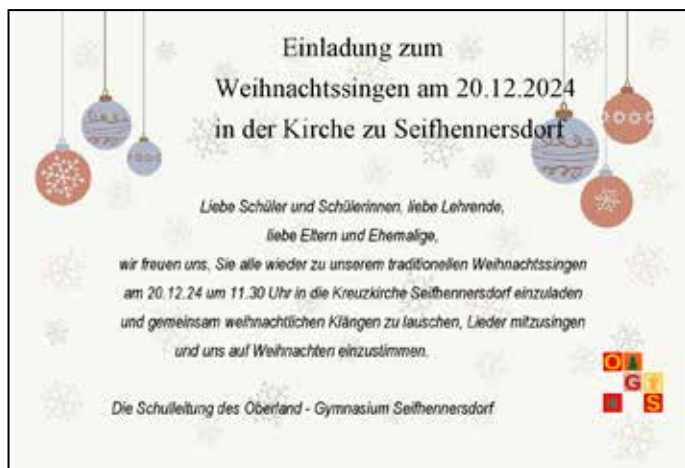 Einladung zum
Weihnachtssingen am 20.12.2024
in der Kirche zu Seifhennersdorf
Liebe Schüler und Schülerinnen, liebe Lehrende,
liebe Eltern und Ehemalige,
wir freuen uns, Sie alle wieder zu unserem traditionellen Weihnachtssingen
am 20.12.24 um 11.30 Uhr in die Kreuzkirche Seifhennersdorf einzuladen
und gemeinsam weihnachtlichen Klängen zu lauschen, Lieder mitzusingen
und uns auf Weihnachten einzustimmen.
Die Schulleitung des Oberland - Gymnasium Seifhennersdorf
O
G
S